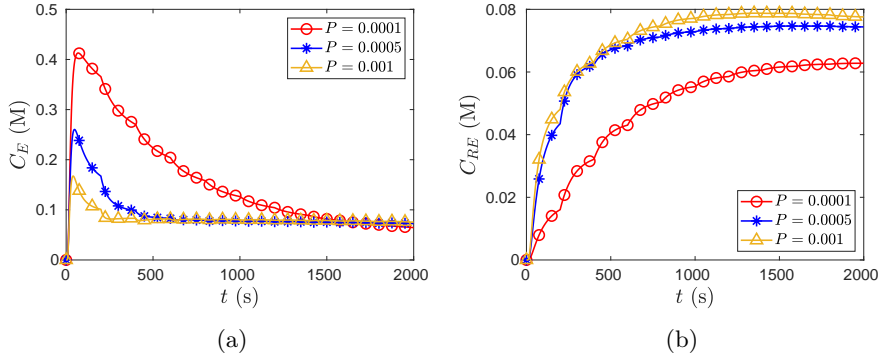 0.5
0.4
0.3
0.2
0.1
0
C_E (M)
P = 0.0001
P = 0.0005
P = 0.001
0 500 1000 1500 2000
t (s)
(a)
0.08
0.06
0.04
0.02
0
C_{RE} (M)
P = 0.0001
P = 0.0005
P = 0.001
0 500 1000 1500 2000
t (s)
(b)